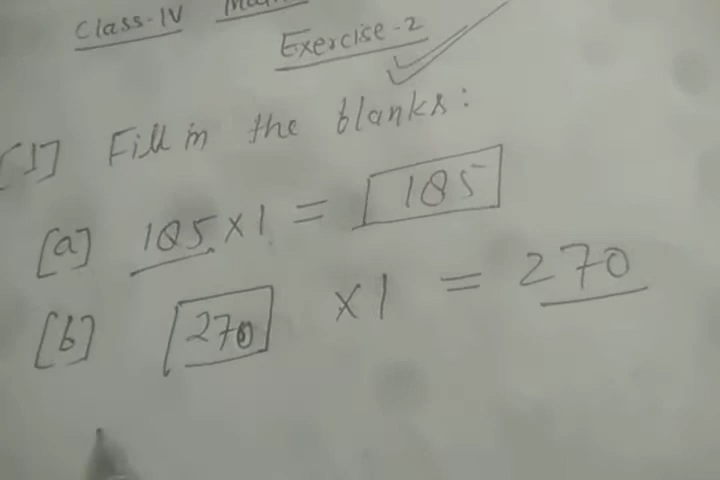 Class-IV
Exercise-2
[1] Fill in the blanks:
[a] 185 × 1 = 185
[b] 270 × 1 = 270